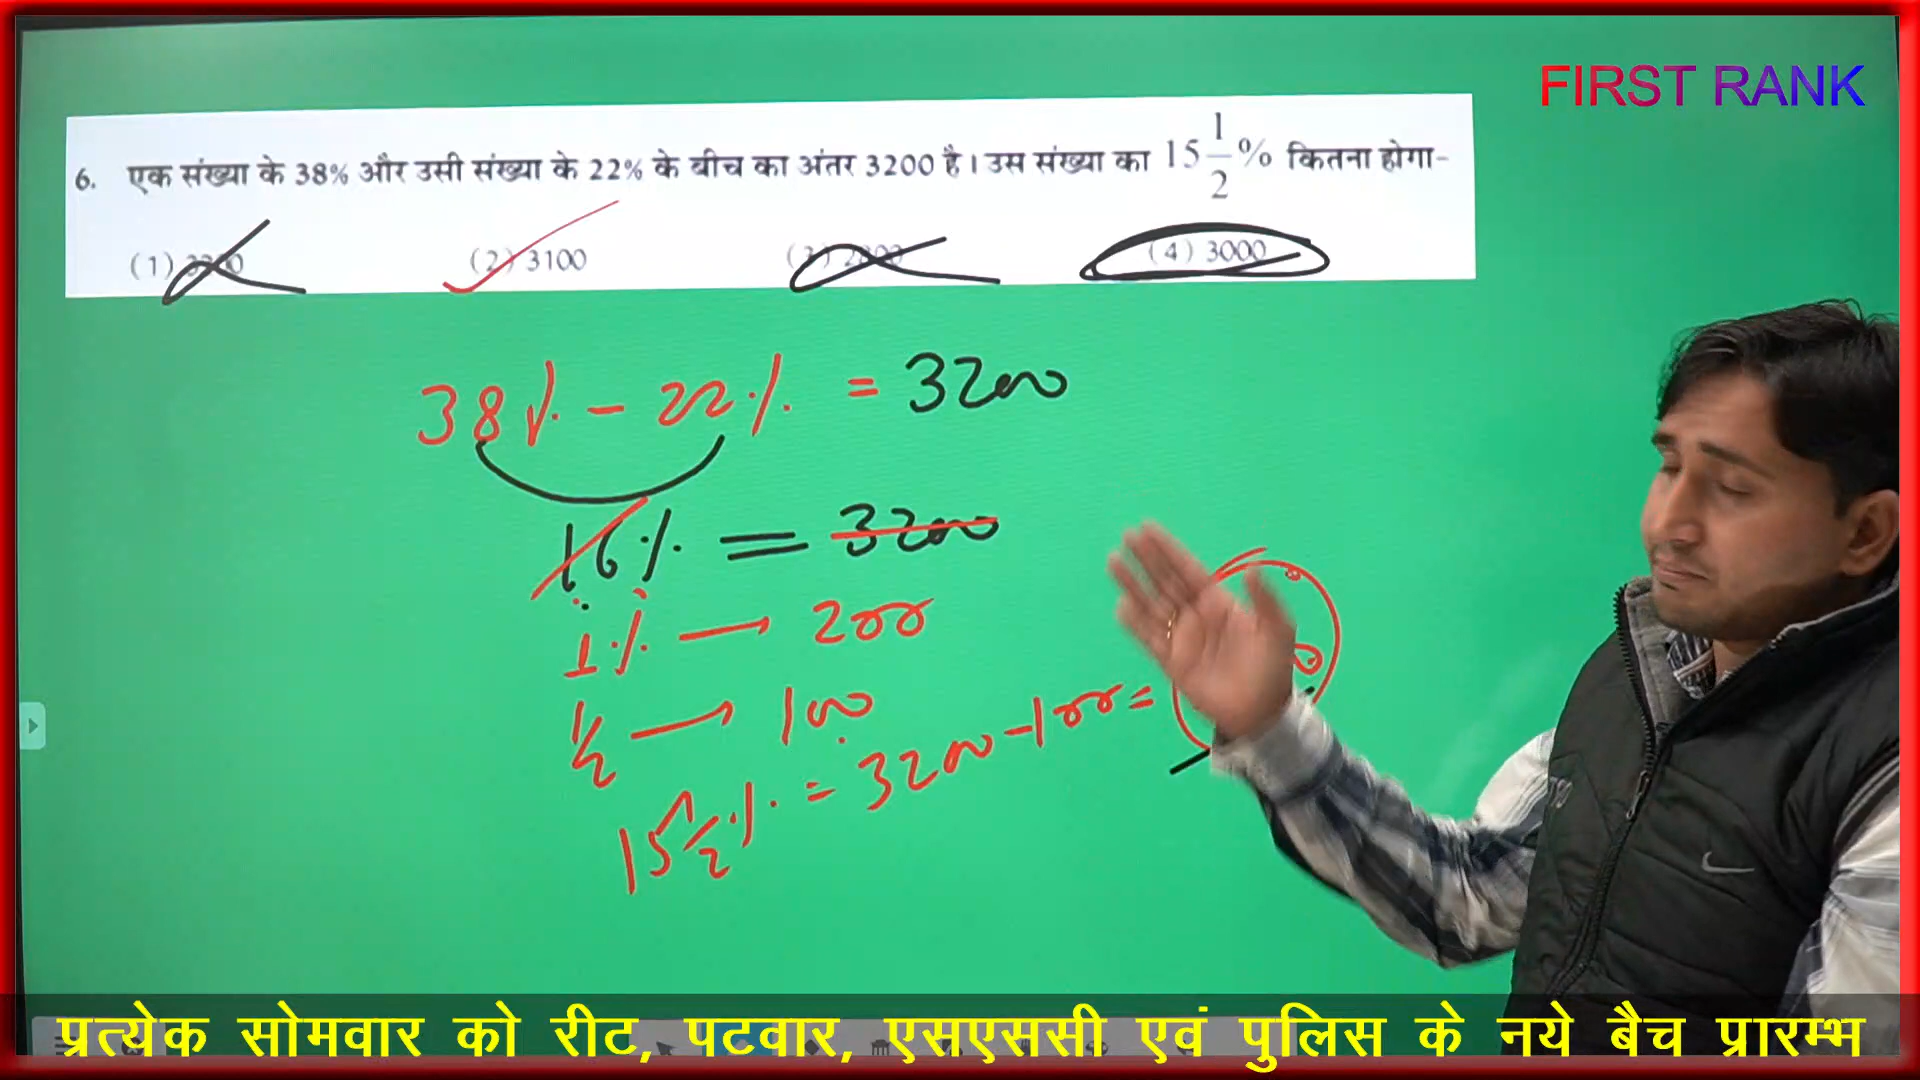 FIRST RANK
6. एक संख्या के 38% और उसी संख्या के 22% के बीच का अंतर 3200 है। उस संख्या का 15 1/2 % कितना होगा-
(1) (2) 3100 (4) 3000
38% - 22% = 3200
16% = 3200
1% → 200
1/2 → 100
15 1/2 % = 3200 - 100 =
प्रत्येक सोमवार को रीट, पटवार, एसएससी एवं पुलिस के नये बैच प्रारम्भ